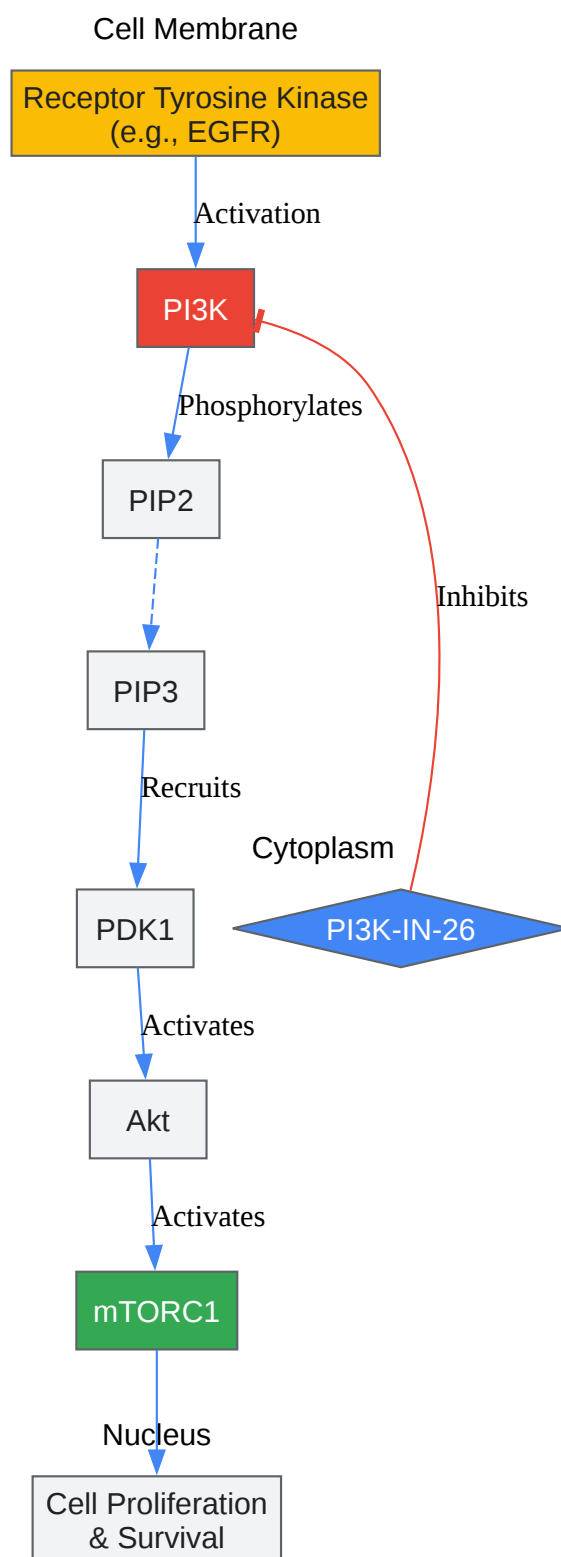 Cell Membrane
Receptor Tyrosine Kinase
(e.g., EGFR)
Activation
PI3K
Phosphorylates
PIP2
Inhibits
PIP3
Recruits
Cytoplasm
PDK1
PI3K-IN-26
Activates
Akt
Activates
mTORC1
Nucleus
Cell Proliferation
& Survival